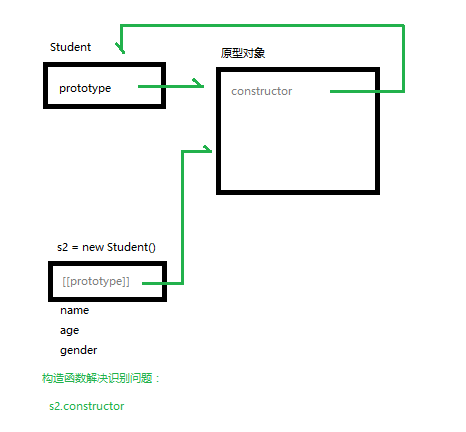 Student
原型对象
prototype
constructor
s2 = new Student()
[[prototype]]
name
age
gender
构造函数解决识别问题：
s2.constructor